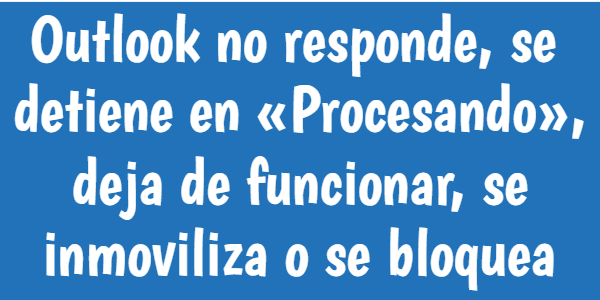 Outlook no responde, se
detiene en «Procesando»,
deja de funcionar, se
inmoviliza o se bloquea